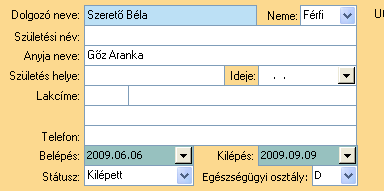 Dolgozó neve: Szerető Béla Neme: Férfi
Születési név:
Anyja neve: Gőz Aranka
Születés helye: Ideje: . .
Lakcíme:
Telefon:
Belépés: 2009.06.06 Kilépés: 2009.09.09
Státusz: Kilépett Egészségügyi osztály: D